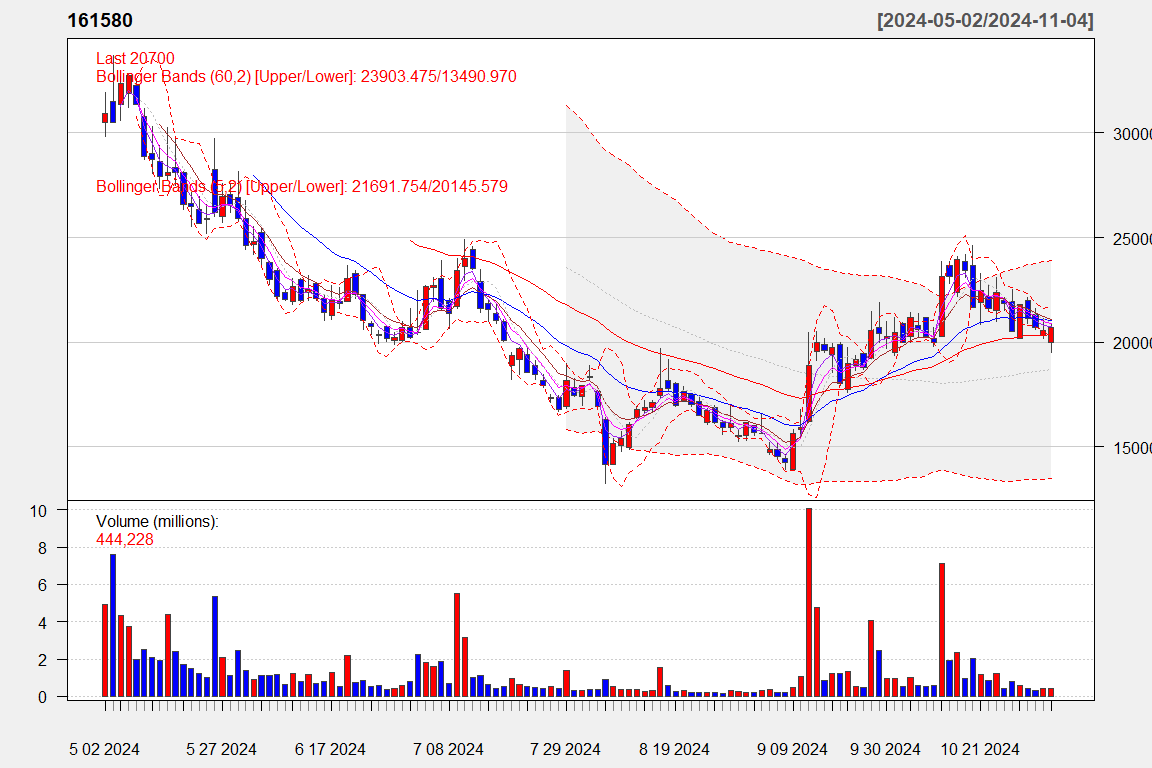 161580 [2024-05-02/2024-11-04]
Last 20700
Bollinger Bands (60,2) [Upper/Lower]: 23903.475/13490.970
30000
Bollinger Bands (5,2) [Upper/Lower]: 21691.754/20145.579
25000
20000
15000
10
Volume (millions):
444,228
8
6
4
2
0
5 02 2024 5 27 2024 6 17 2024 7 08 2024 7 29 2024 8 19 2024 9 09 2024 9 30 2024 10 21 2024